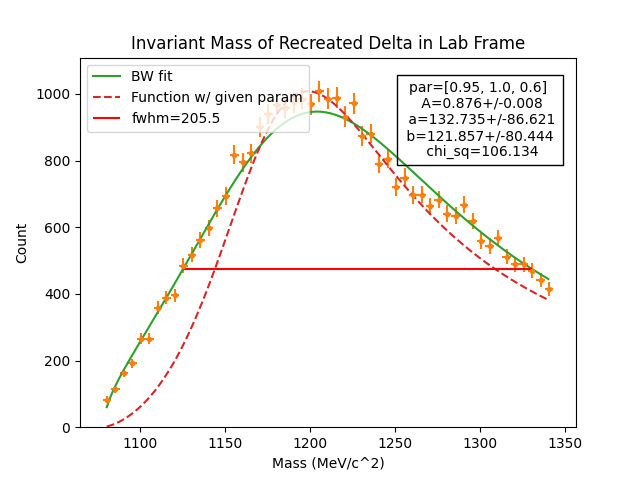 Invariant Mass of Recreated Delta in Lab Frame
BW fit
Function w/ given param
fwhm=205.5
par=[0.95, 1.0, 0.6]
A=0.876+/-0.008
a=132.735+/-86.621
b=121.857+/-80.444
chi_sq=106.134
Count
1000
800
600
400
200
0
1100 1150 1200 1250 1300 1350
Mass (MeV/c^2)